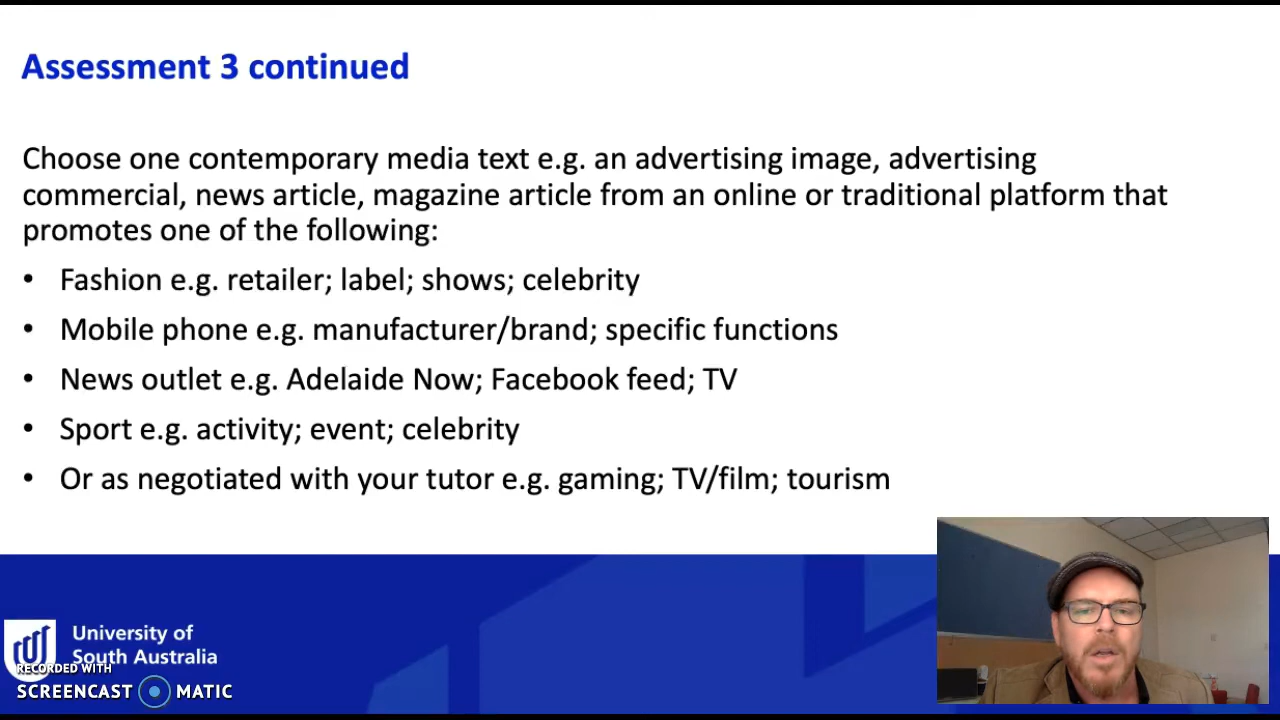 Assessment 3 continued
Choose one contemporary media text e.g. an advertising image, advertising
commercial, news article, magazine article from an online or traditional platform that
promotes one of the following:
• Fashion e.g. retailer; label; shows; celebrity
• Mobile phone e.g. manufacturer/brand; specific functions
• News outlet e.g. Adelaide Now; Facebook feed; TV
• Sport e.g. activity; event; celebrity
• Or as negotiated with your tutor e.g. gaming; TV/film; tourism
University of
South Australia
RECORDED WITH
SCREENCAST MATIC